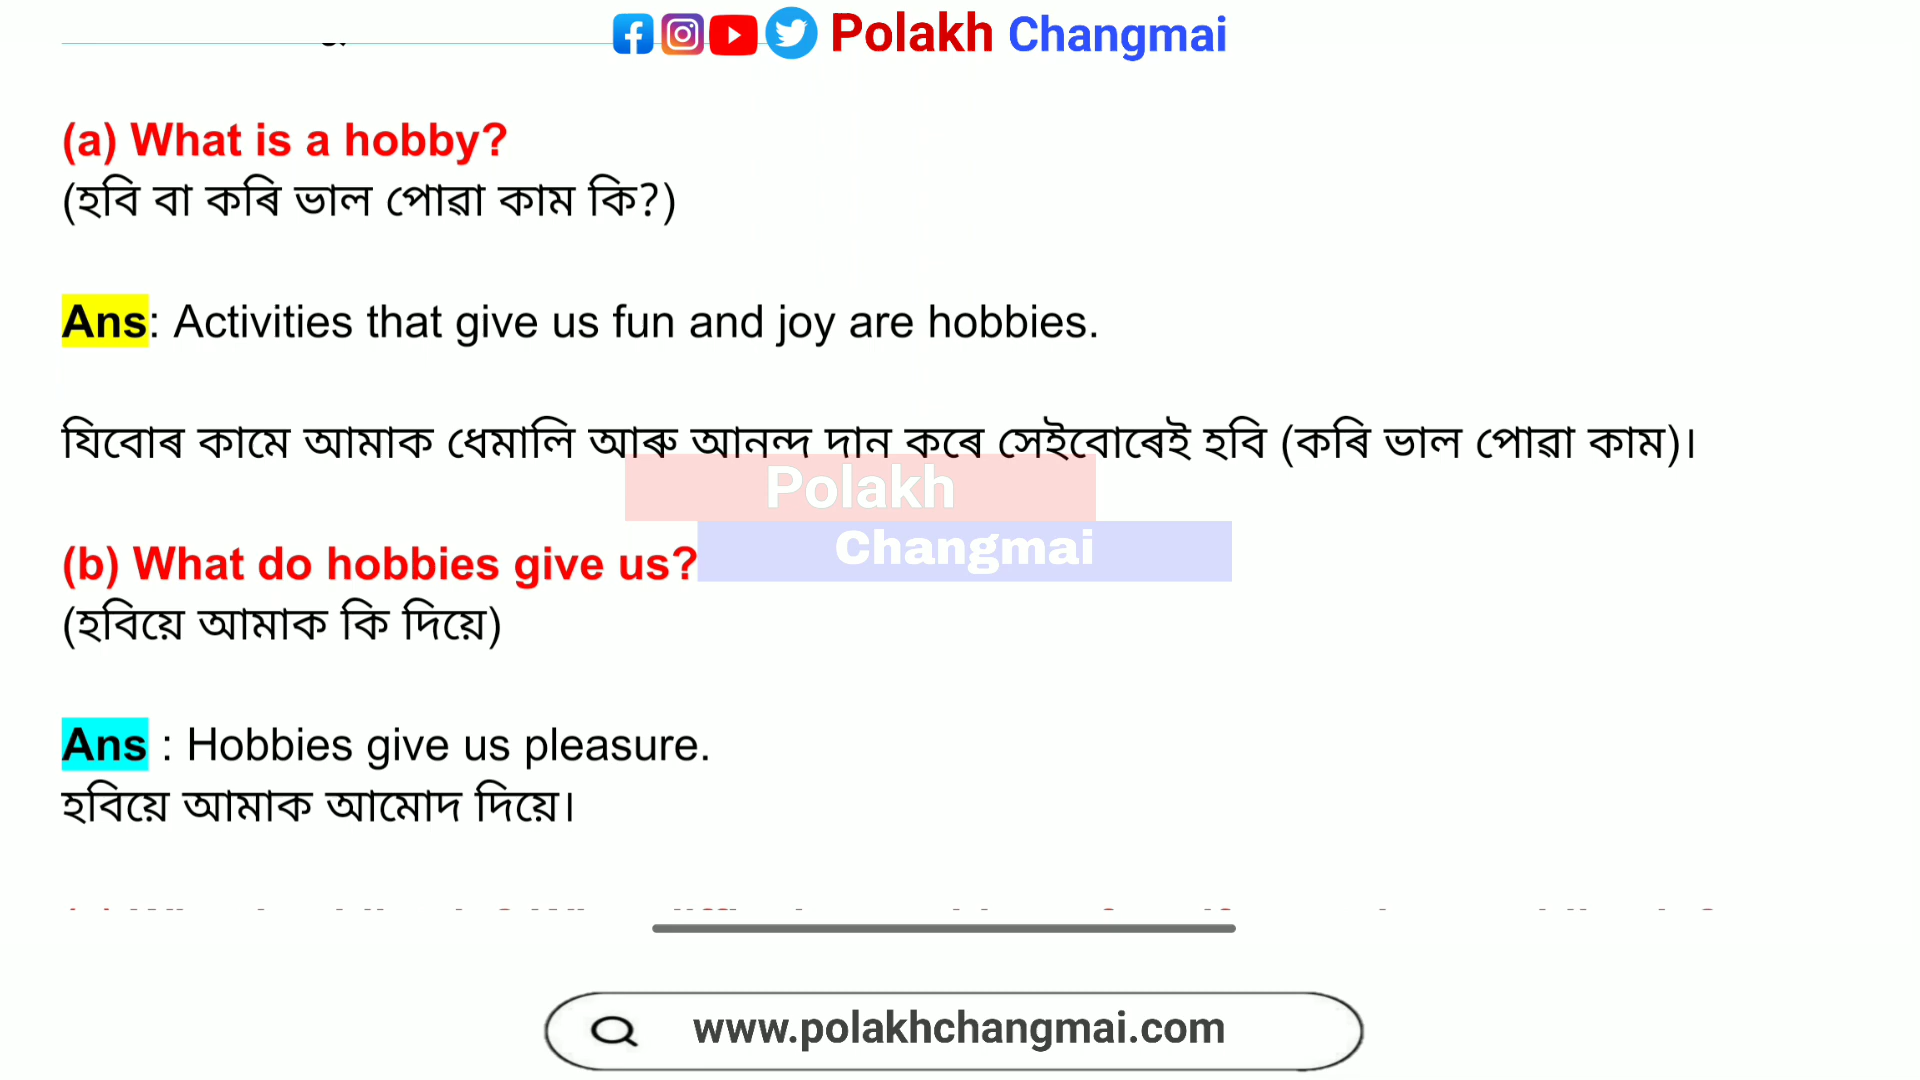 Polakh Changmai
(a) What is a hobby?
(হবি বা কৰি ভাল পোৱা কাম কি?)
Ans: Activities that give us fun and joy are hobbies.
যিবোৰ কামে আমাক ধেমালি আৰু আনন্দ দান কৰে সেইবোৰেই হবি (কৰি ভাল পোৱা কাম)।
Polakh
Changmai
(b) What do hobbies give us?
(হবিয়ে আমাক কি দিয়ে)
Ans : Hobbies give us pleasure.
হবিয়ে আমাক আমোদ দিয়ে।
www.polakhchangmai.com